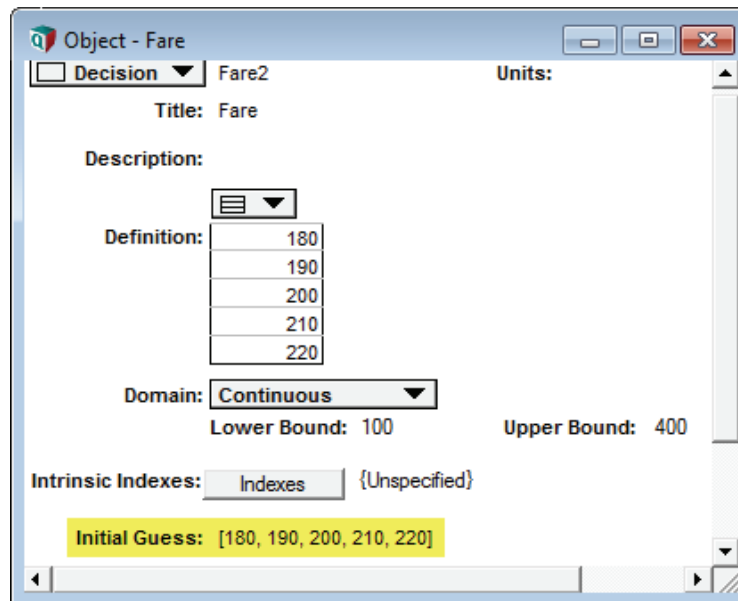 Object - Fare
Decision Fare2 Units:
Title: Fare
Description:
Definition: 180
190
200
210
220
Domain: Continuous
Lower Bound: 100 Upper Bound: 400
Intrinsic Indexes: Indexes {Unspecified}
Initial Guess: [180, 190, 200, 210, 220]